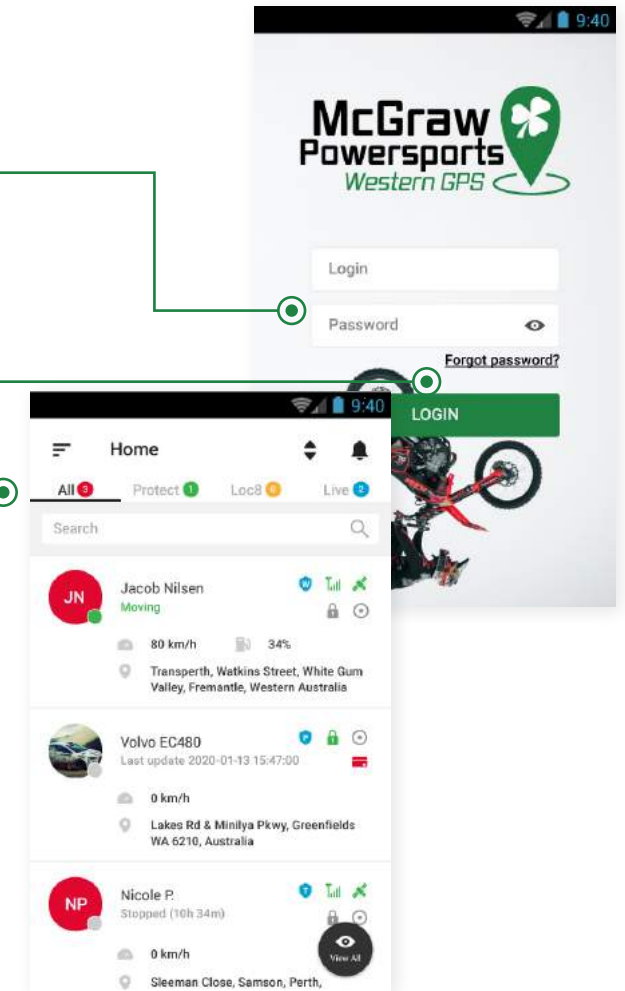 9:40
McGraw
Powersports
Western GPS
Login
Password
Forgot password?
LOGIN
9:40
Home
All 3
Protect 1
Loc8 0
Live 2
Search
JN
Jacob Nilsen
Moving
80 km/h
34%
Transperth, Watkins Street, White Gum
Valley, Fremantle, Western Australia
Volvo EC480
Last update 2020-01-13 15:47:00
0 km/h
Lakes Rd & Minilya Pkwy, Greenfields
WA 6210, Australia
NP
Nicole P.
Stopped (10h 34m)
0 km/h
View All
Sleeman Close, Samson, Perth,